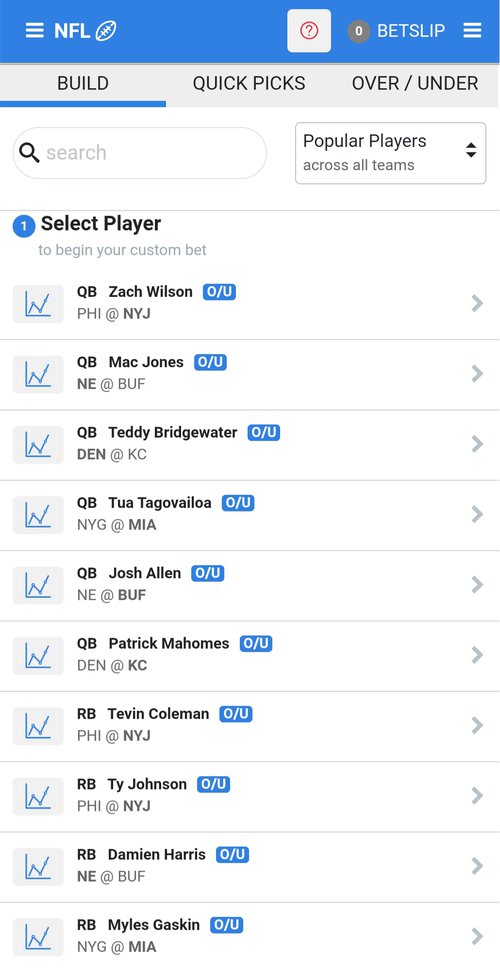 NFL
?
0 BETSLIP
BUILD QUICK PICKS OVER / UNDER
search
Popular Players
across all teams
1 Select Player
to begin your custom bet
QB Zach Wilson O/U
PHI @ NYJ
QB Mac Jones O/U
NE @ BUF
QB Teddy Bridgewater O/U
DEN @ KC
QB Tua Tagovailoa O/U
NYG @ MIA
QB Josh Allen O/U
NE @ BUF
QB Patrick Mahomes O/U
DEN @ KC
RB Tevin Coleman O/U
PHI @ NYJ
RB Ty Johnson O/U
PHI @ NYJ
RB Damien Harris O/U
NE @ BUF
RB Myles Gaskin O/U
NYG @ MIA